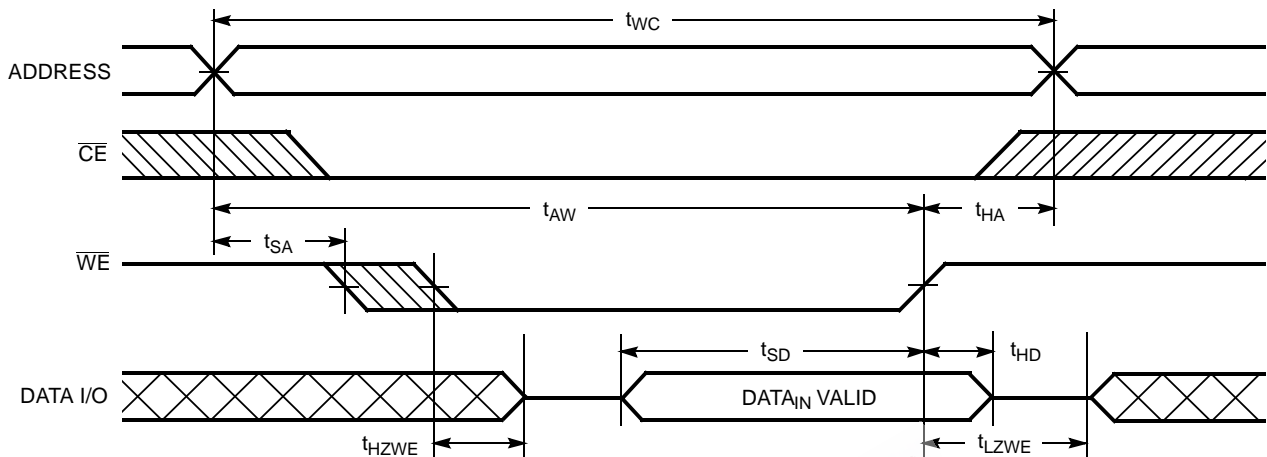 tWC
ADDRESS
CE
tAW
tHA
tSA
WE
tSD
tHD
DATA I/O
DATAIN VALID
tHZWE
tLZWE